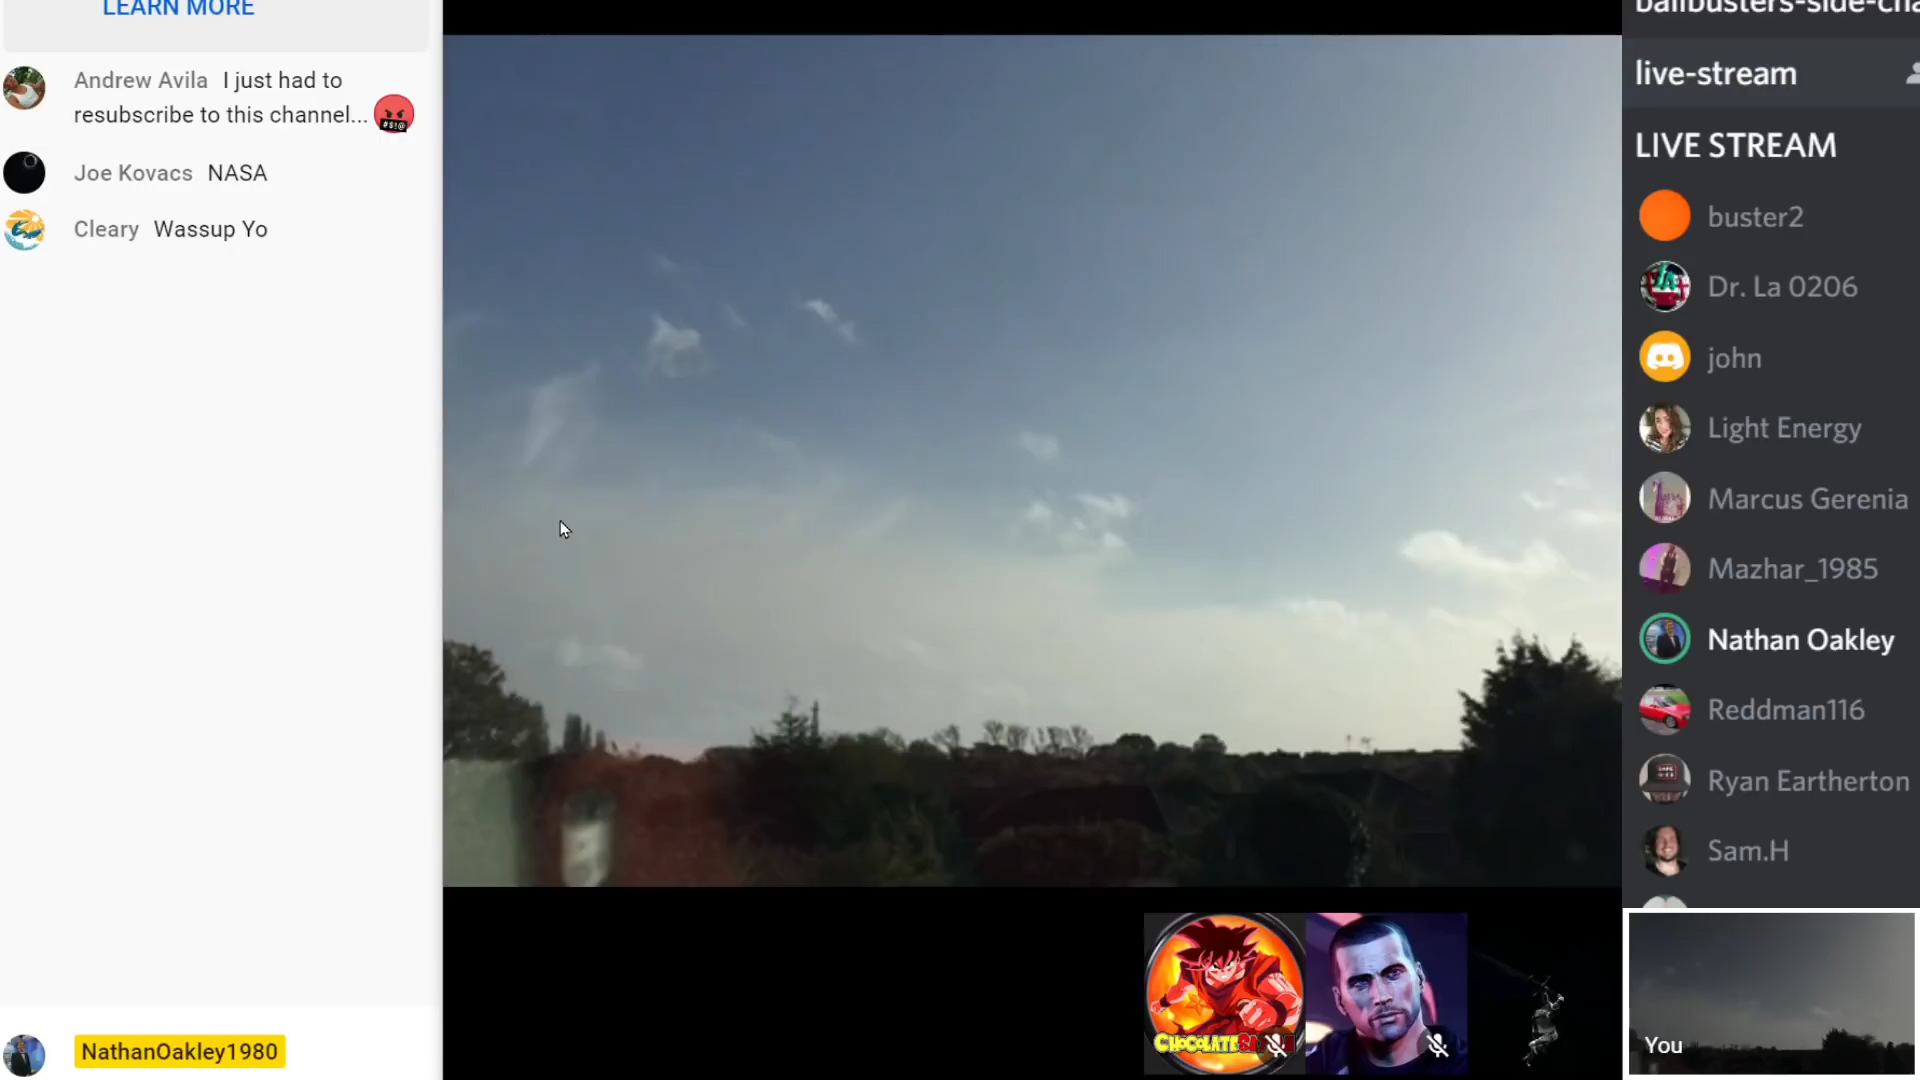 LEARN MORE
Andrew Avila I just had to
resubscribe to this channel...
Joe Kovacs NASA
Cleary Wassup Yo
NathanOakley1980
live-stream
LIVE STREAM
buster2
Dr. La 0206
john
Light Energy
Marcus Gerenia
Mazhar_1985
Nathan Oakley
Reddman116
Ryan Eartherton
Sam.H
You